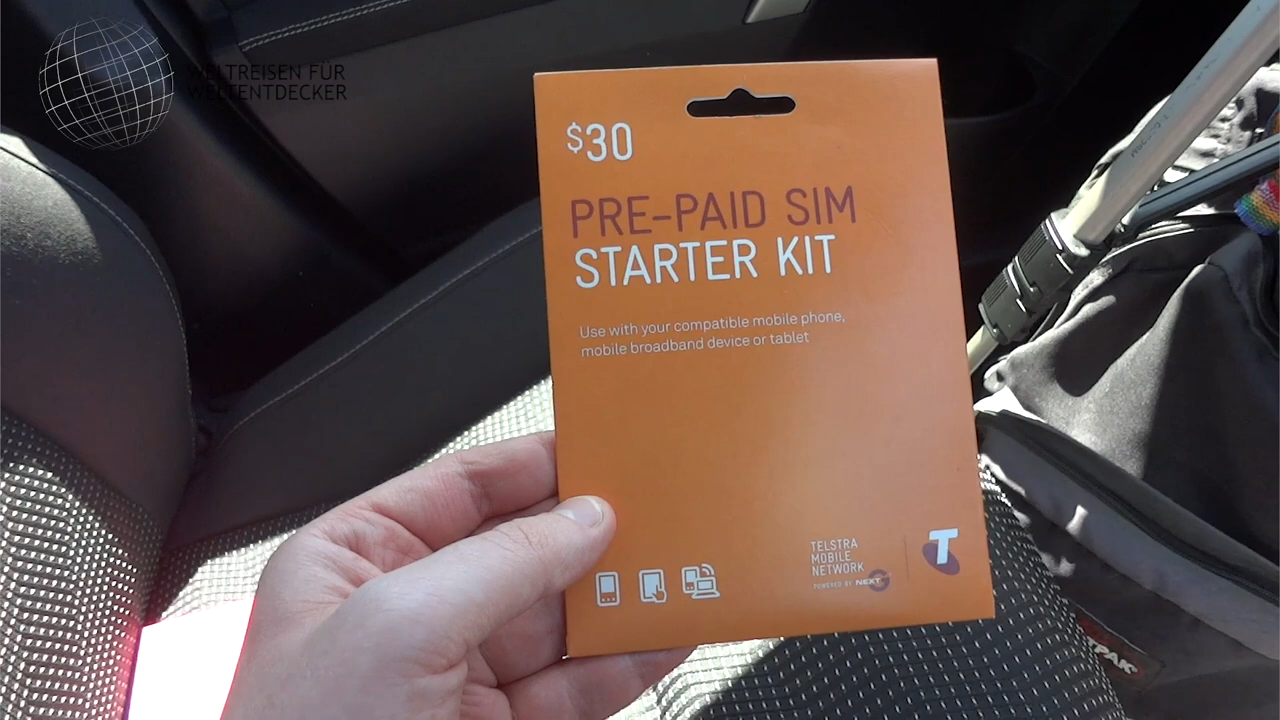 WELTREISEN FÜR
WELTENTDECKER
$30
PRE-PAID SIM
STARTER KIT
Use with your compatible mobile phone,
mobile broadband device or tablet
TELSTRA
MOBILE
NETWORK
POWERED BY NEXT G
T